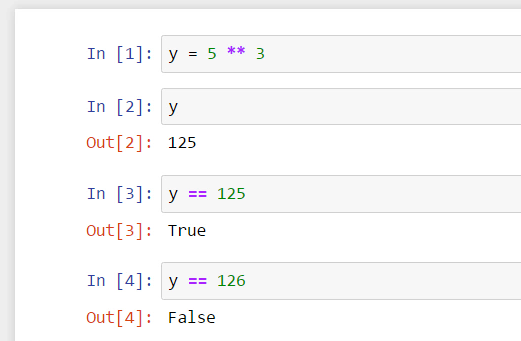 In [1]: y = 5 ** 3
In [2]: y
Out[2]: 125
In [3]: y == 125
Out[3]: True
In [4]: y == 126
Out[4]: False